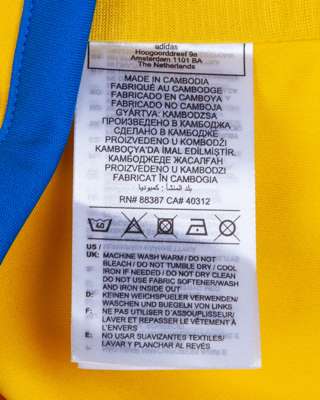 adidas
Hoogoorddreef 9a
Amsterdam 1101 BA
The Netherlands
MADE IN CAMBODIA
FABRIQUÉ AU CAMBODGE
FABRICADO EN CAMBOYA
FABRICADO NO CAMBOJA
GYÁRTVA: KAMBODZSA
ПРОИЗВЕДЕНО В КАМБОДЖА
СДЕЛАНО В КАМБОДЖЕ
PROIZVEDENO U KOMBODŽI
KAMBOÇYA'DA İMAL EDİLMİŞTİR.
КАМБОДЖЕДЕ ЖАСАЛҒАН
PROIZVEDENO U KAMBODŽI
FABRICAT ÎN CAMBOGIA
بلد المنشأ : كمبوديا
RN# 88387 CA# 40312
US /
UK: MACHINE WASH WARM / DO NOT
BLEACH / DO NOT TUMBLE DRY / COOL
IRON IF NEEDED / DO NOT DRY CLEAN
DO NOT USE FABRIC SOFTENER/WASH
AND IRON INSIDE OUT
D: KEINEN WEICHSPUELER VERWENDEN/
WASCHEN UND BUEGELN VON LINKS
F: NE PAS UTILISER D'ASSOUPLISSEUR/
LAVER ET REPASSER LE VÊTEMENT À
L'ENVERS
E: NO USAR SUAVIZANTES TEXTILES/
LAVAR Y PLANCHAR AL REVÉS